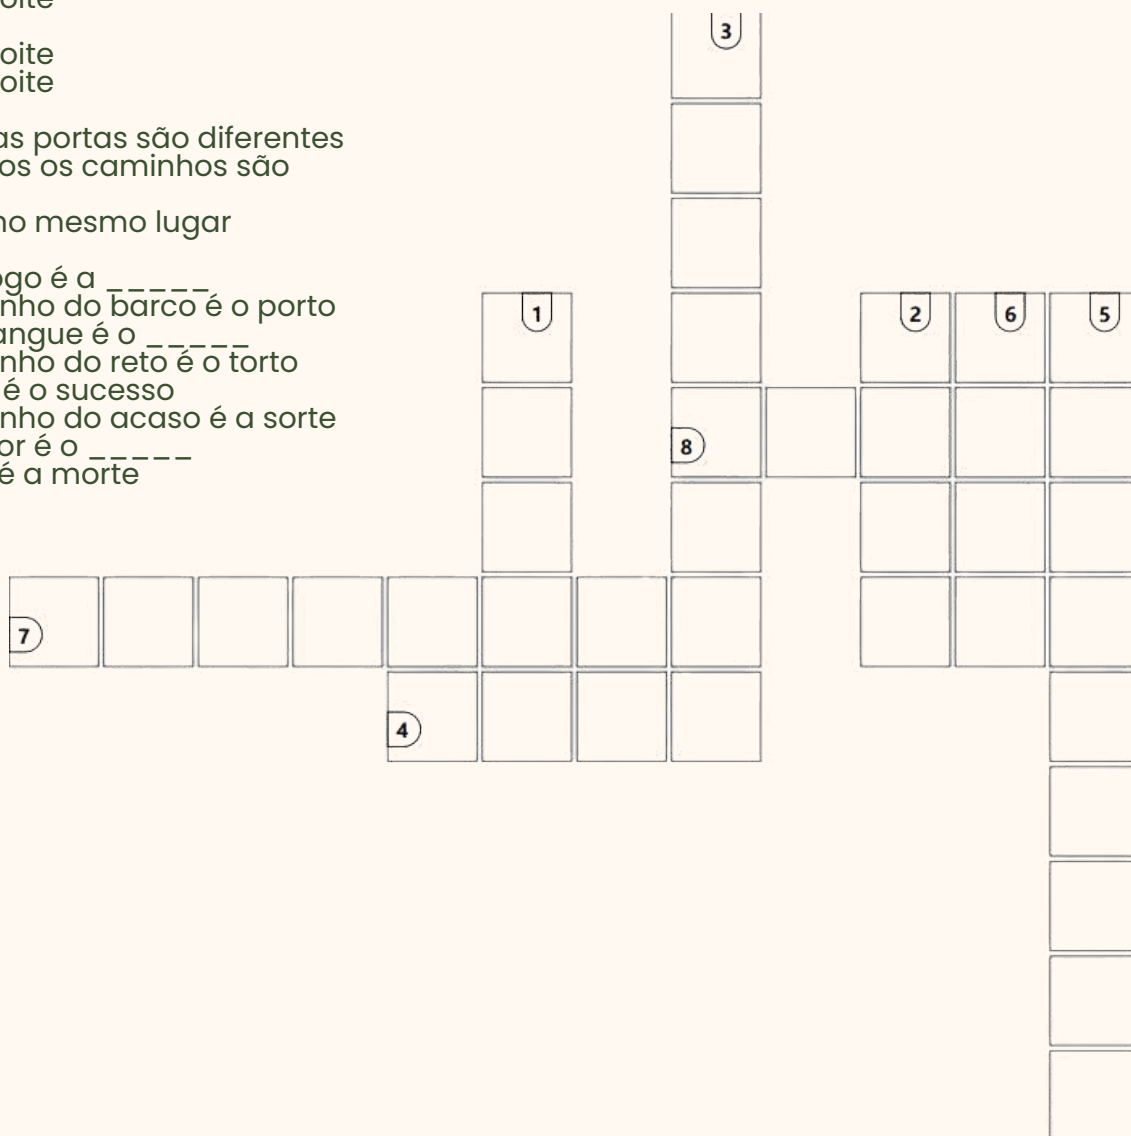 oite
oite
oite
as portas são diferentes
os os caminhos são
no mesmo lugar
ogo é a _____
nho do barco é o porto
angue é o _____
nho do reto é o torto
é o sucesso
nho do acaso é a sorte
or é o _____
é a morte
3
1
2 6 5
8
7
4